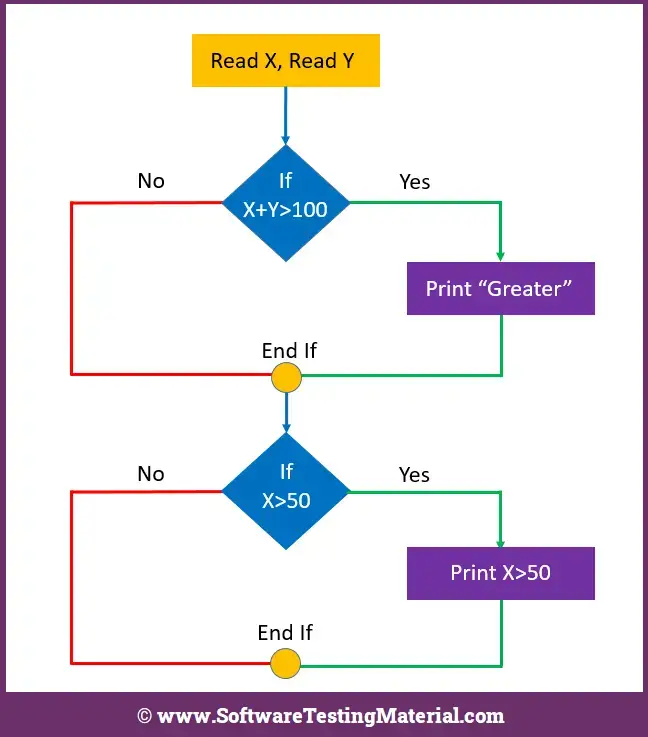 Read X, Read Y
No
If
X+Y>100
Yes
Print “Greater”
End If
No
If
X>50
Yes
Print X>50
End If
© www.SoftwareTestingMaterial.com